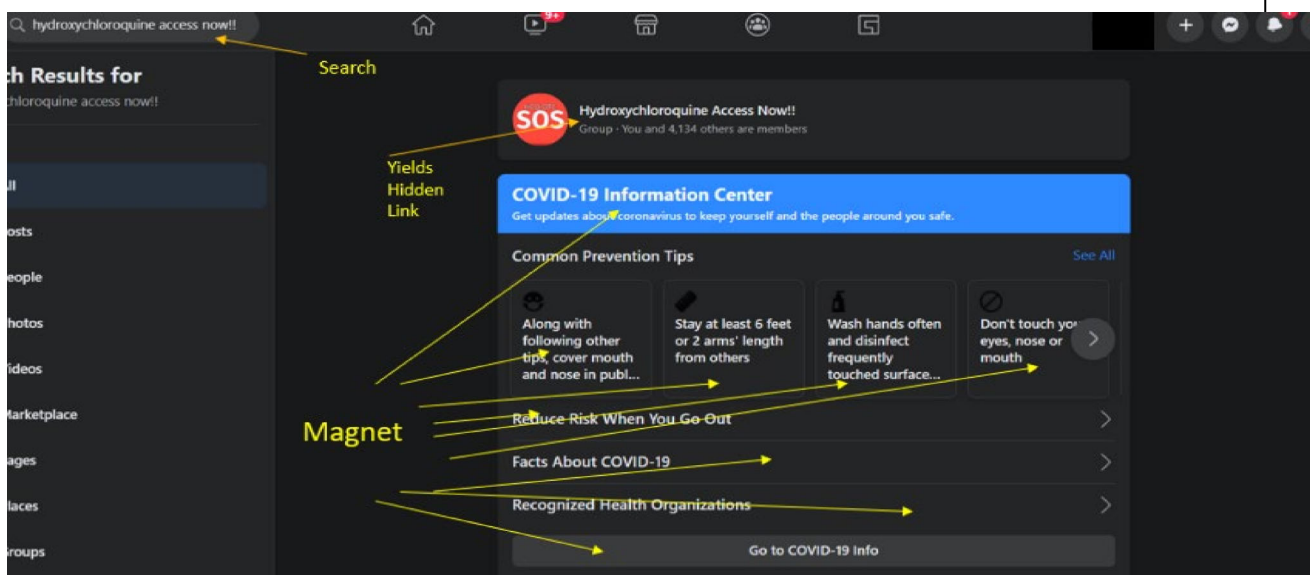 hydroxychloroquine access now!!
9+
Search
ch Results for
chloroquine access now!!
SOS
Hydroxychloroquine Access Now!!
Group · You and 4,134 others are members
Yields
Hidden
Link
All
COVID-19 Information Center
Get updates about coronavirus to keep yourself and the people around you safe.
osts
Common Prevention Tips
See All
eople
Along with
following other
tips, cover mouth
and nose in publ...
Stay at least 6 feet
or 2 arms' length
from others
Wash hands often
and disinfect
frequently
touched surface...
Don't touch your
eyes, nose or
mouth
hotos
ideos
Marketplace
Magnet
Reduce Risk When You Go Out
ages
Facts About COVID-19
laces
Recognized Health Organizations
Groups
Go to COVID-19 Info